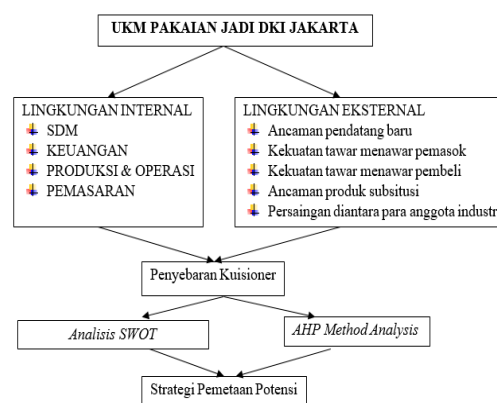 UKM PAKAIAN JADI DKI JAKARTA
LINGKUNGAN INTERNAL
SDM
KEUANGAN
PRODUKSI & OPERASI
PEMASARAN
LINGKUNGAN EKSTERNAL
Ancaman pendatang baru
Kekuatan tawar menawar pemasok
Kekuatan tawar menawar pembeli
Ancaman produk subsitusi
Persaingan diantara para anggota industri
Penyebaran Kuisioner
Analisis SWOT
AHP Method Analysis
Strategi Pemetaan Potensi